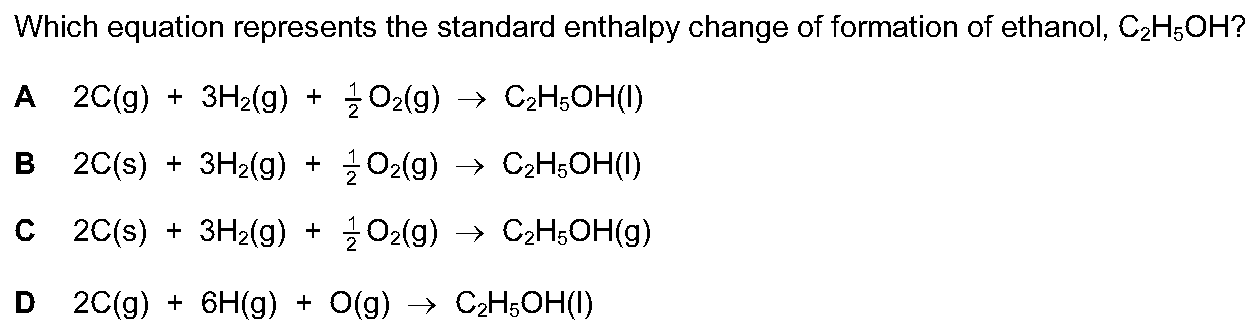 Which equation represents the standard enthalpy change of formation of ethanol, C₂H₅OH?
A 2C(g) + 3H₂(g) + ½O₂(g) → C₂H₅OH(l)
B 2C(s) + 3H₂(g) + ½O₂(g) → C₂H₅OH(l)
C 2C(s) + 3H₂(g) + ½O₂(g) → C₂H₅OH(g)
D 2C(g) + 6H(g) + O(g) → C₂H₅OH(l)